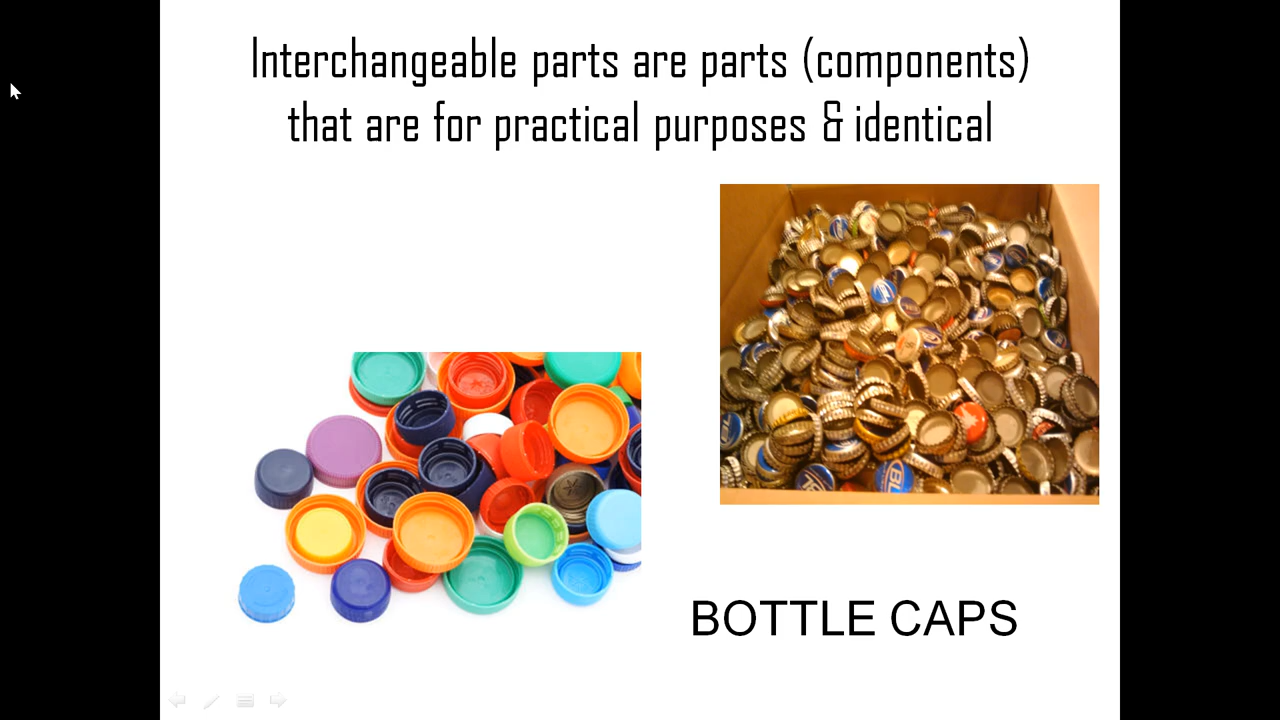 Interchangeable parts are parts (components)
that are for practical purposes & identical
BOTTLE CAPS